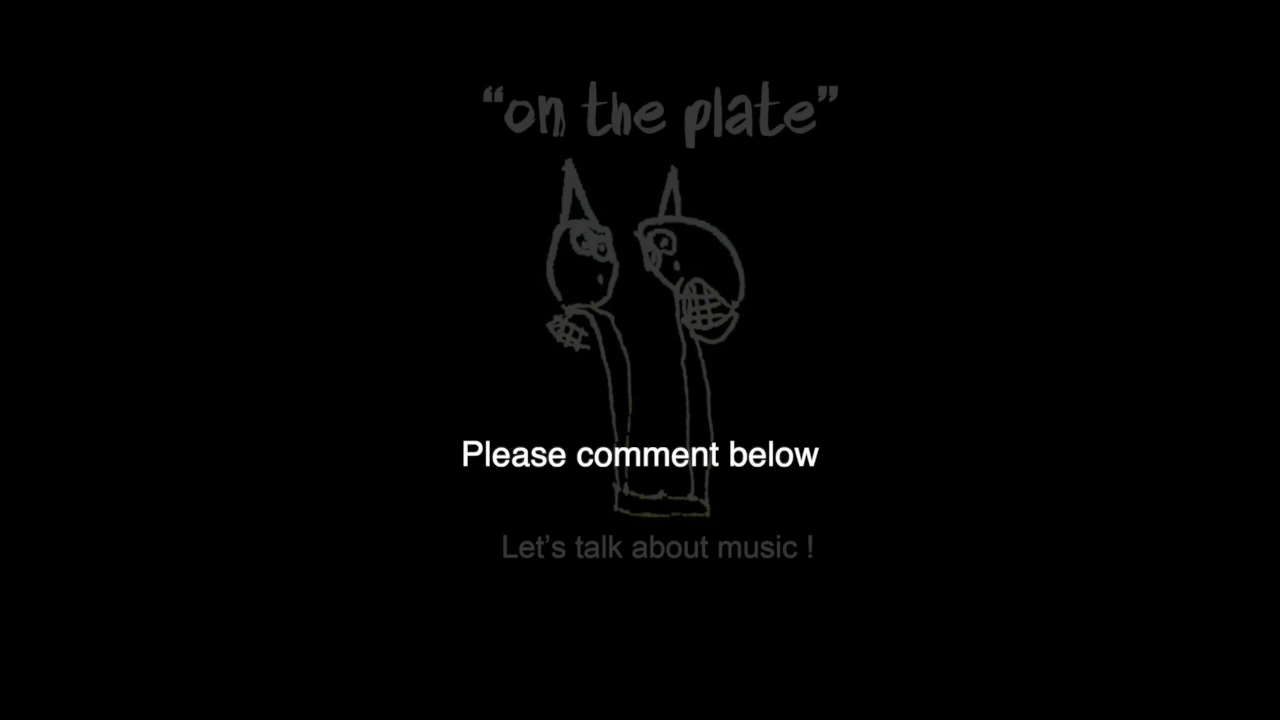 “on the plate”
Please comment below
Let’s talk about music !